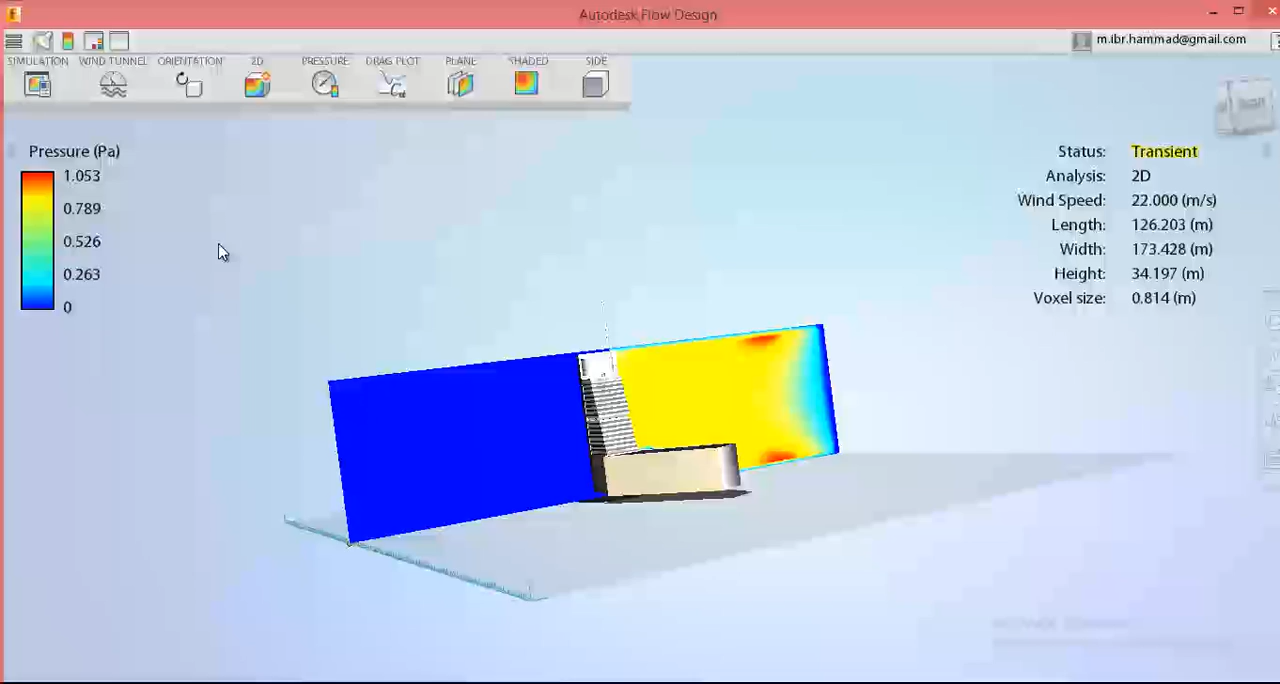 Autodesk Flow Design
m.ibr.hammad@gmail.com
SIMULATION WIND TUNNEL ORIENTATION 2D PRESSURE DRAG PLOT PLANE SHADED SIDE
Pressure (Pa)
1.053
0.789
0.526
0.263
0
Status: Transient
Analysis: 2D
Wind Speed: 22.000 (m/s)
Length: 126.203 (m)
Width: 173.428 (m)
Height: 34.197 (m)
Voxel size: 0.814 (m)